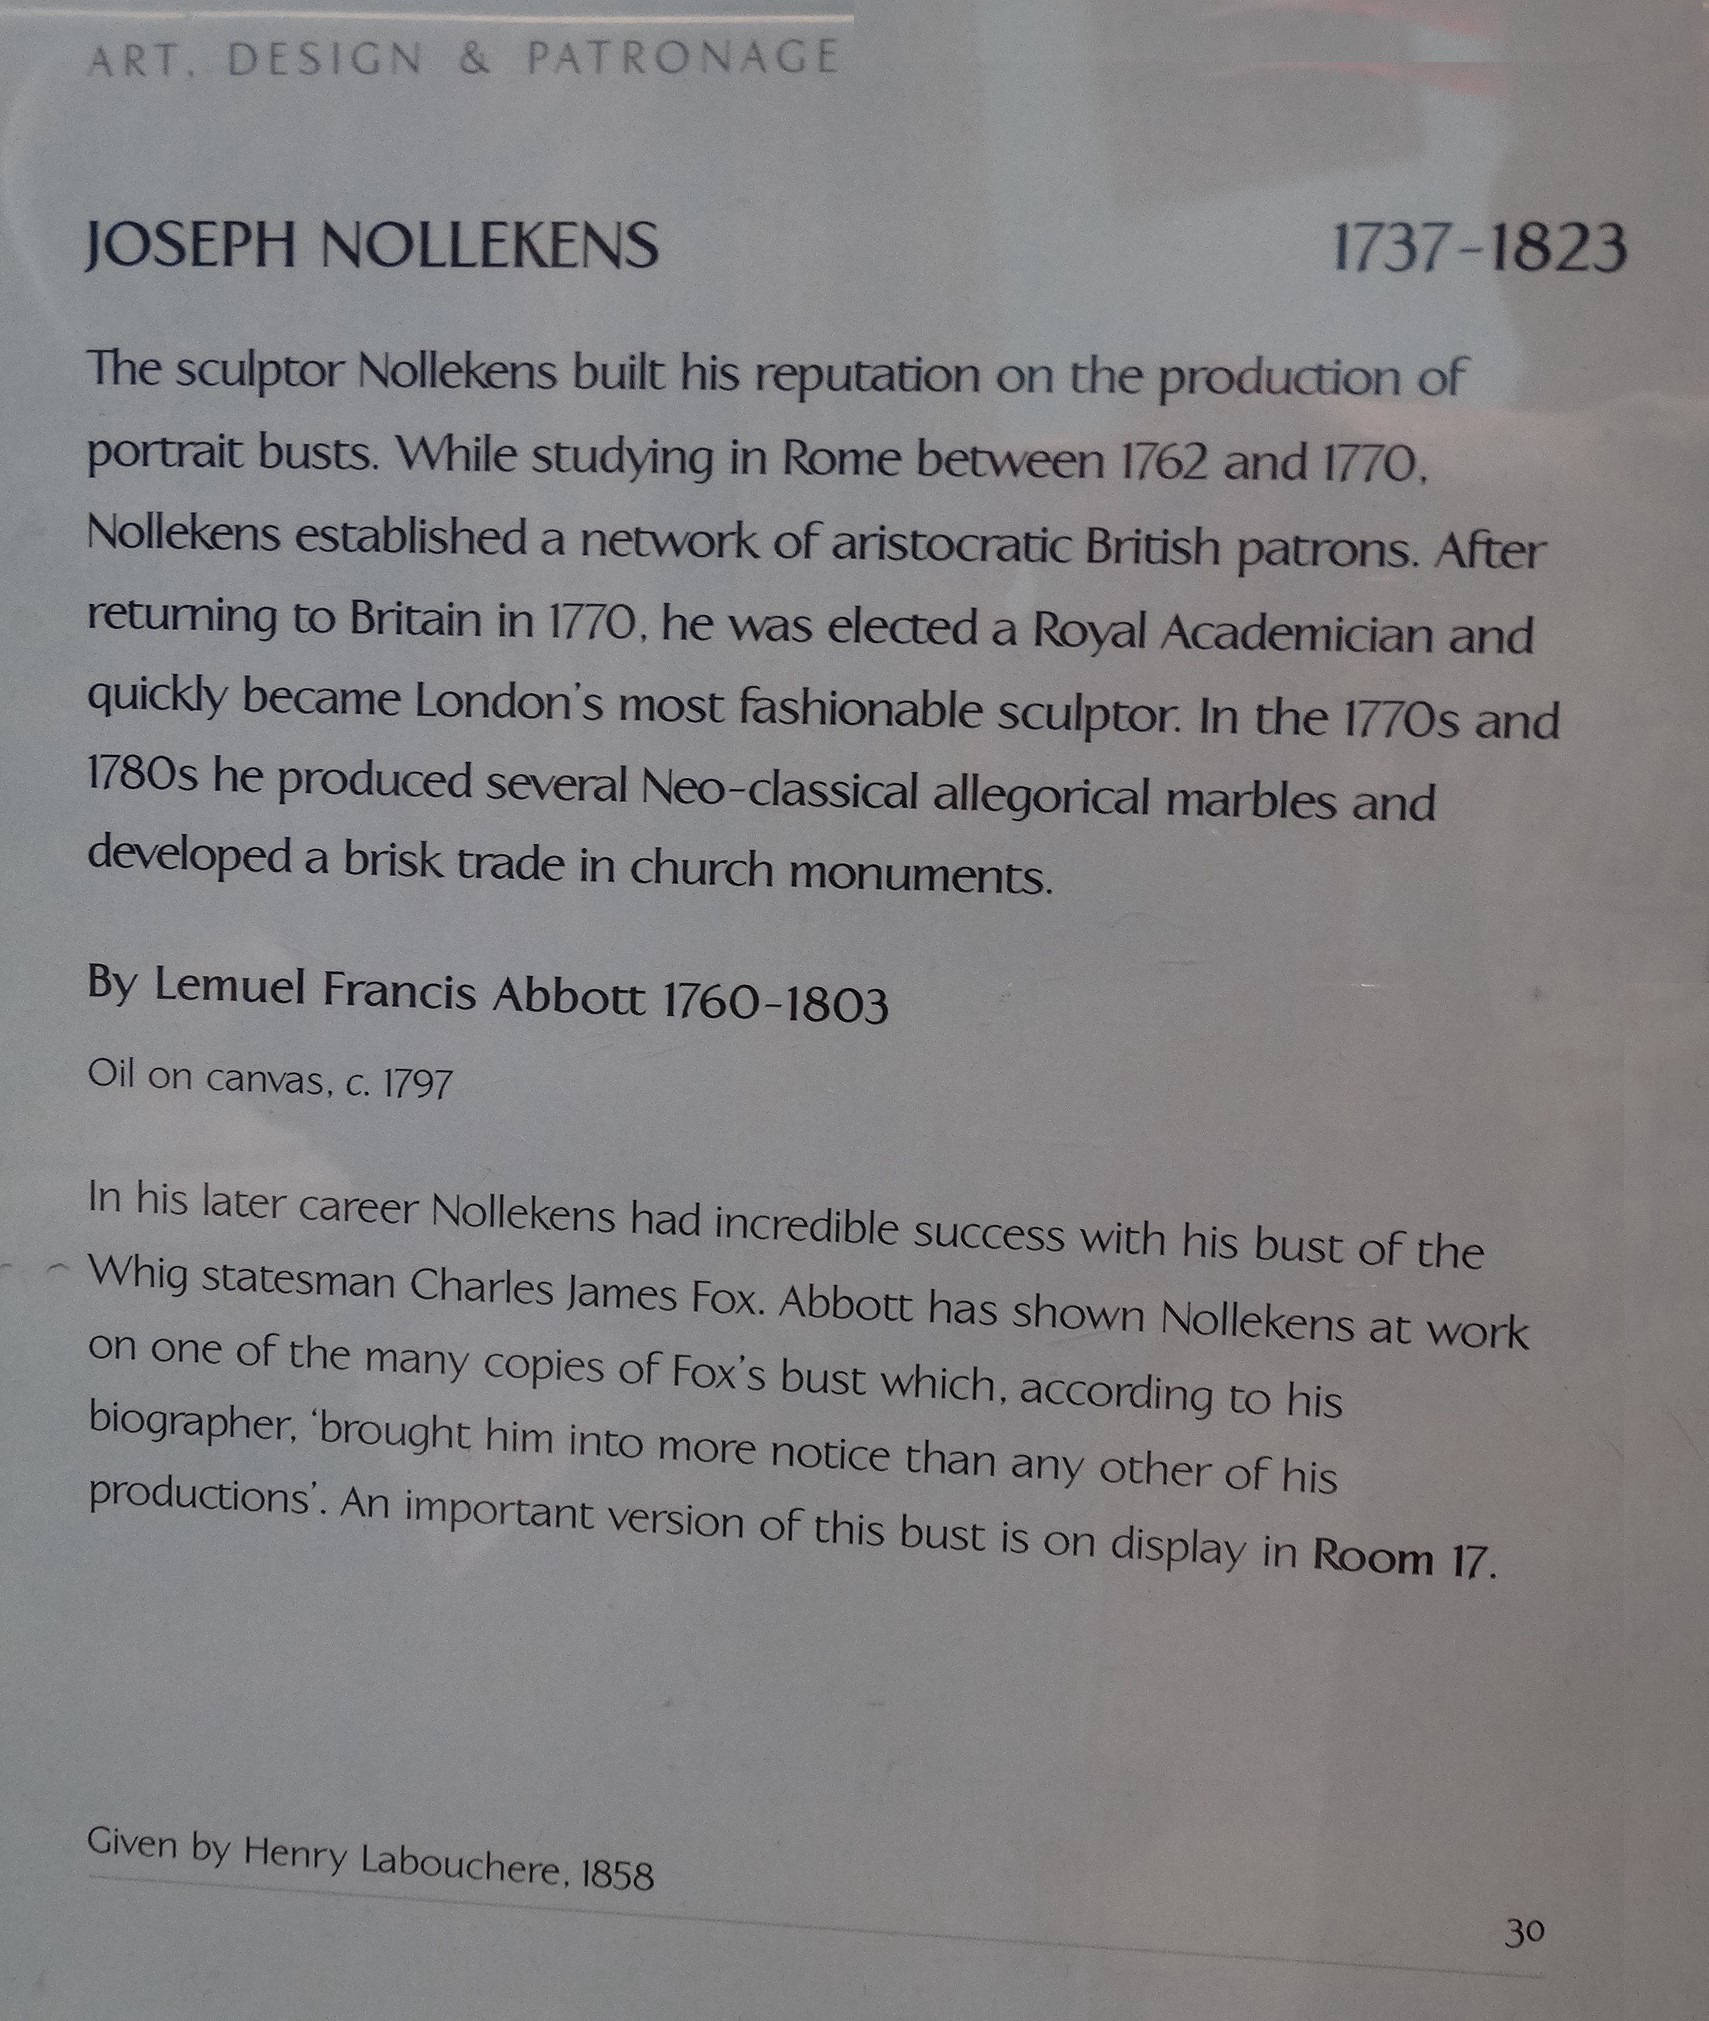 ART, DESIGN & PATRONAGE
JOSEPH NOLLEKENS 1737–1823
The sculptor Nollekens built his reputation on the production of
portrait busts. While studying in Rome between 1762 and 1770,
Nollekens established a network of aristocratic British patrons. After
returning to Britain in 1770, he was elected a Royal Academician and
quickly became London's most fashionable sculptor. In the 1770s and
1780s he produced several Neo-classical allegorical marbles and
developed a brisk trade in church monuments.
By Lemuel Francis Abbott 1760–1803
Oil on canvas, c. 1797
In his later career Nollekens had incredible success with his bust of the
Whig statesman Charles James Fox. Abbott has shown Nollekens at work
on one of the many copies of Fox's bust which, according to his
biographer, 'brought him into more notice than any other of his
productions'. An important version of this bust is on display in Room 17.
Given by Henry Labouchere, 1858
30